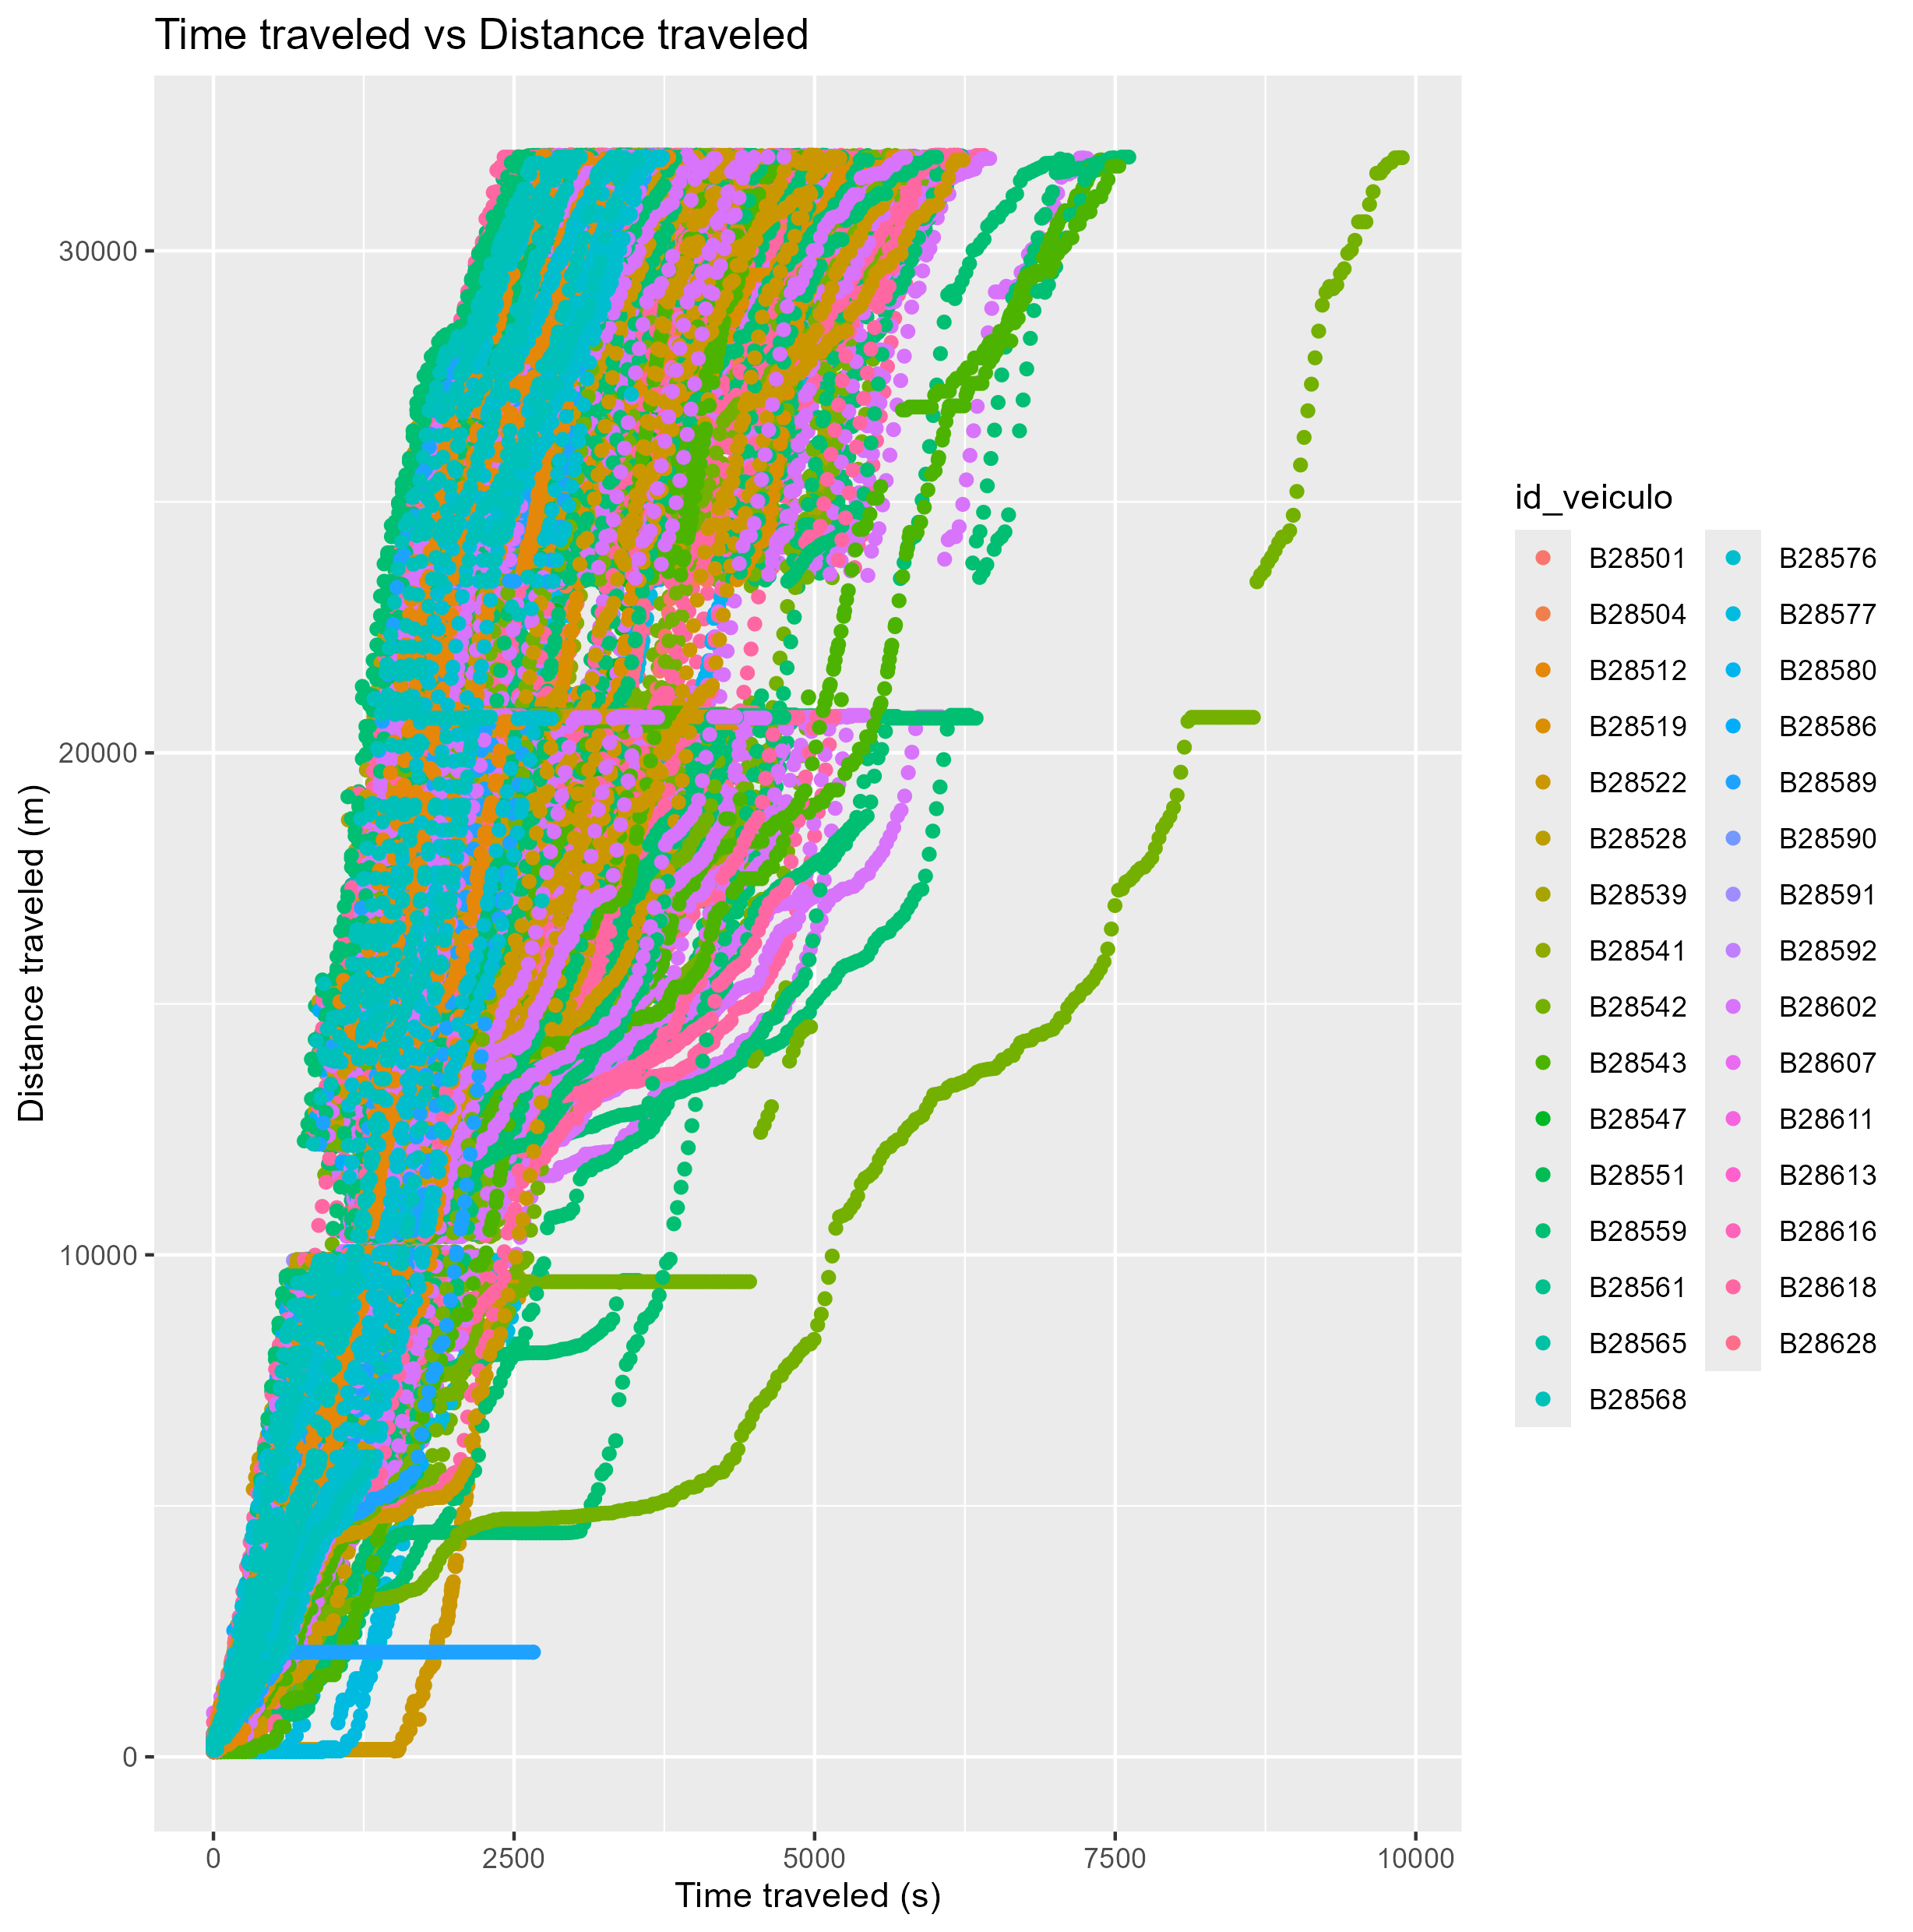 Time traveled vs Distance traveled
Distance traveled (m)
30000
20000
10000
0
0
2500
5000
7500
10000
Time traveled (s)
id_veiculo
B28501
B28504
B28512
B28519
B28522
B28528
B28539
B28541
B28542
B28543
B28547
B28551
B28559
B28561
B28565
B28568
B28576
B28577
B28580
B28586
B28589
B28590
B28591
B28592
B28602
B28607
B28611
B28613
B28616
B28618
B28628